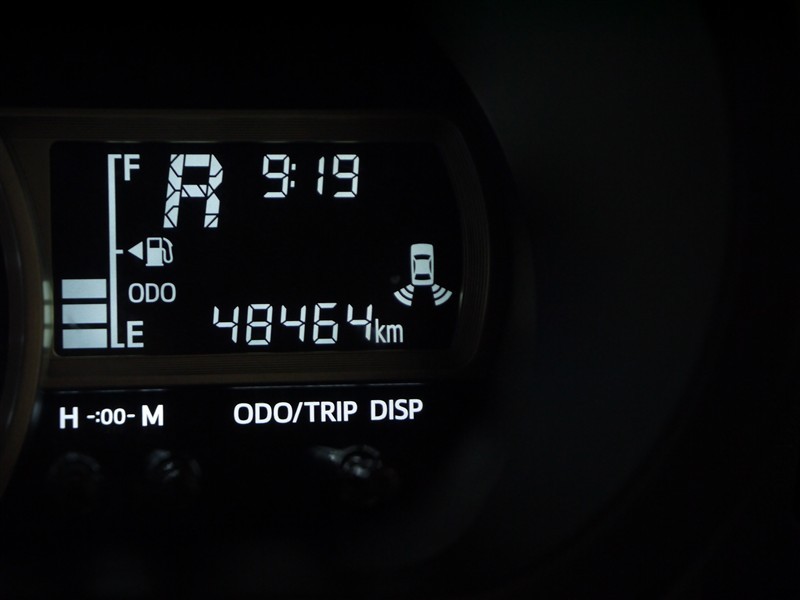 F R 9:19
ODO
E 48464km
H -:00- M ODO/TRIP DISP